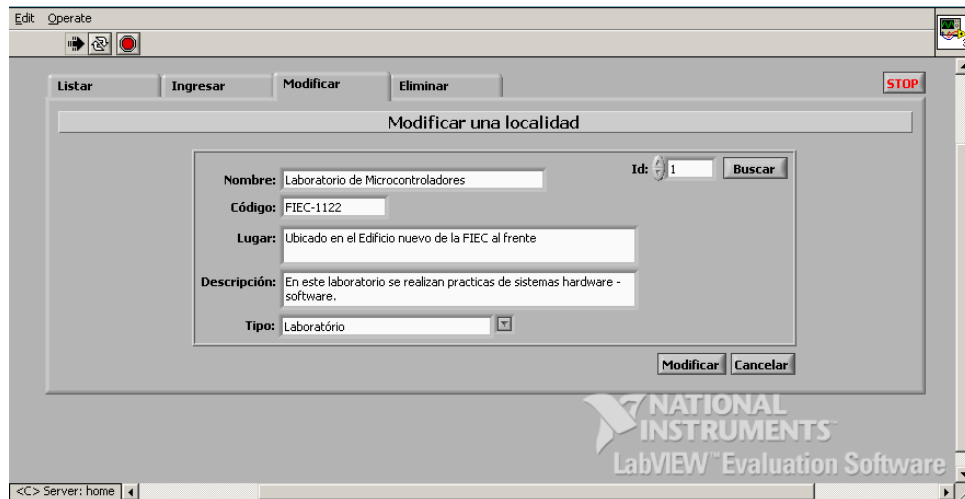 Edit Operate
Listar Ingresar Modificar Eliminar STOP
Modificar una localidad
Id: 1 Buscar
Nombre: Laboratorio de Microcontroladores
Código: FIEC-1122
Lugar: Ubicado en el Edificio nuevo de la FIEC al frente
Descripción: En este laboratorio se realizan practicas de sistemas hardware -
software.
Tipo: Laboratório
Modificar Cancelar
NATIONAL
INSTRUMENTS
LabVIEW™ Evaluation Software
<C> Server: home